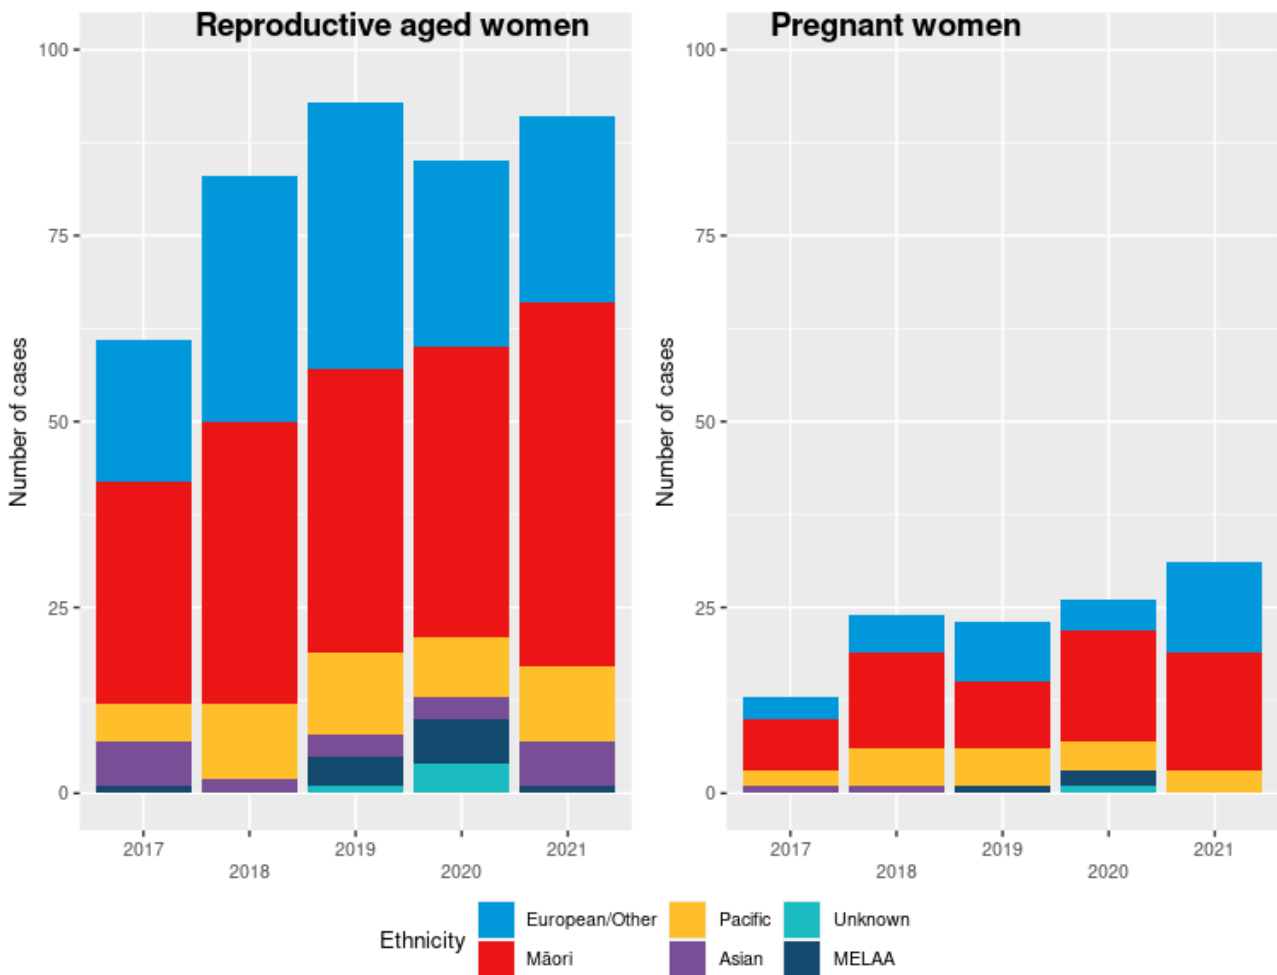 Reproductive aged women
100
75
50
25
0
Number of cases
2017
2018
2019
2020
2021
Pregnant women
100
75
50
25
0
Number of cases
2017
2018
2019
2020
2021
Ethnicity
European/Other
Māori
Pacific
Asian
Unknown
MELAA